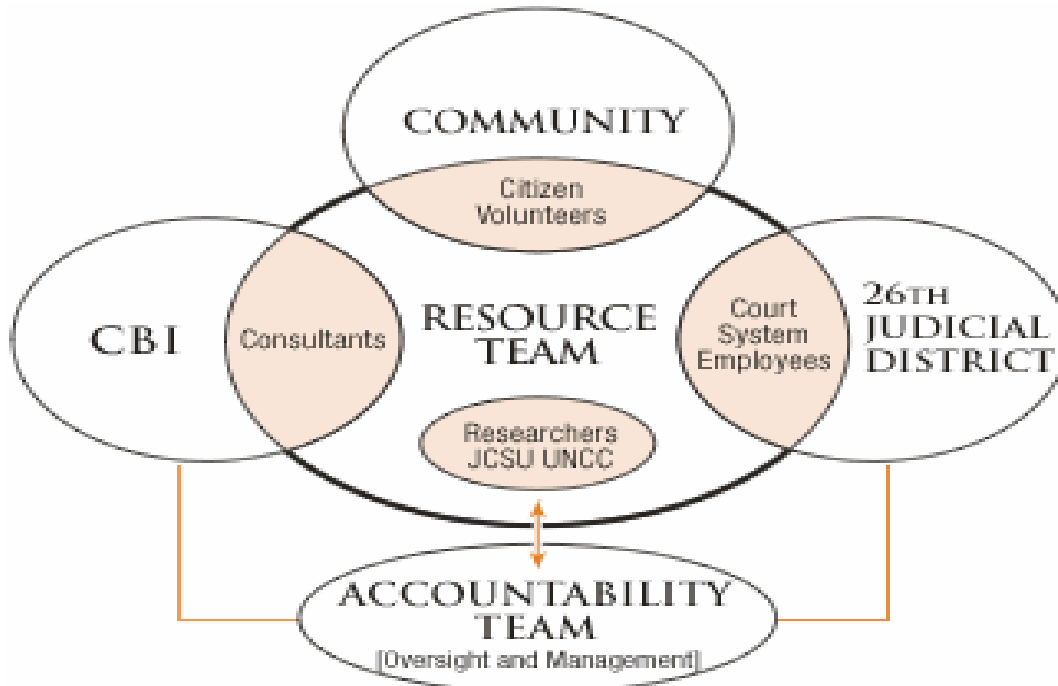 COMMUNITY
Citizen
Volunteers
CBI
Consultants
RESOURCE
TEAM
Court
System
Employees
26TH
JUDICIAL
DISTRICT
Researchers
JCSU UNCC
ACCOUNTABILITY
TEAM
[Oversight and Management]